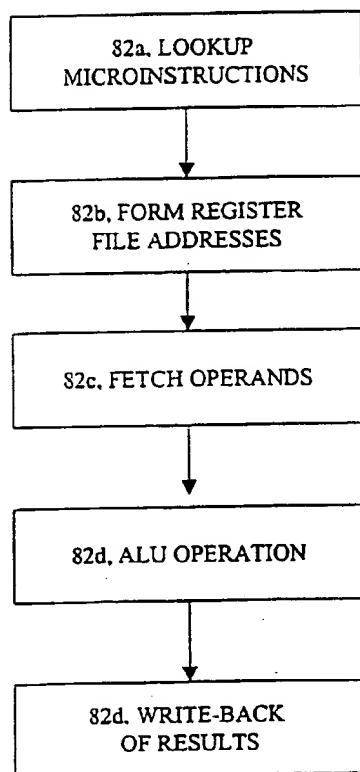 82a. LOOKUP
MICROINSTRUCTIONS
82b. FORM REGISTER
FILE ADDRESSES
82c. FETCH OPERANDS
82d. ALU OPERATION
82d. WRITE-BACK
OF RESULTS